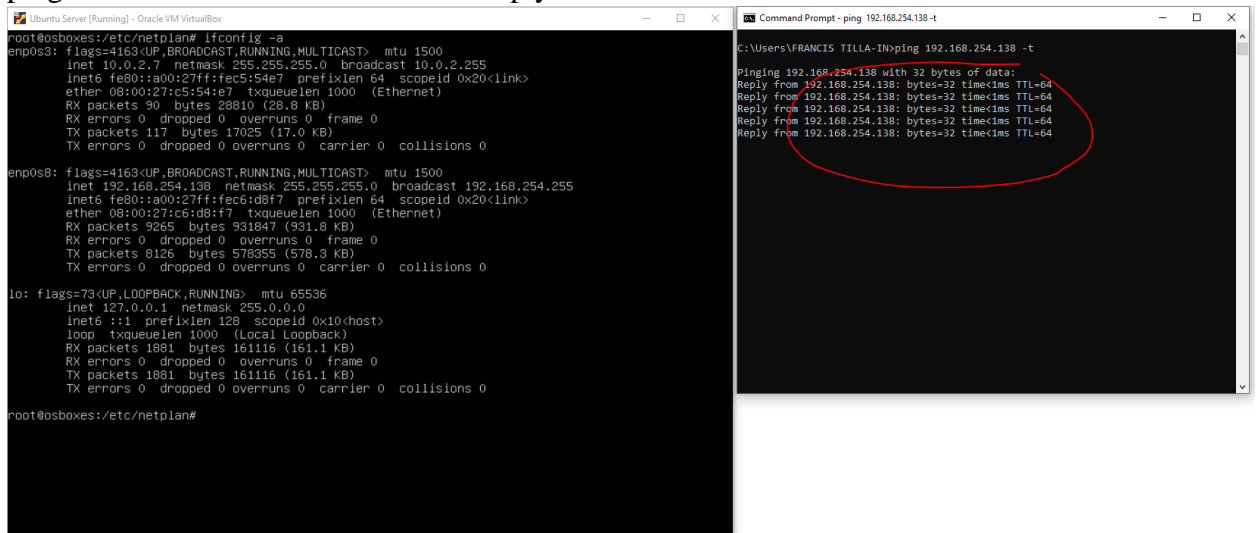 Ubuntu Server [Running] - Oracle VM VirtualBox
root@osboxes:/etc/netplan# ifconfig -a
enp0s3: flags=4163<UP,BROADCAST,RUNNING,MULTICAST>  mtu 1500
        inet 10.0.2.7  netmask 255.255.255.0  broadcast 10.0.2.255
        inet6 fe80::a00:27ff:fec5:54e7  prefixlen 64  scopeid 0x20<link>
        ether 08:00:27:c5:54:e7  txqueuelen 1000  (Ethernet)
        RX packets 90  bytes 28810 (28.8 KB)
        RX errors 0  dropped 0  overruns 0  frame 0
        TX packets 117  bytes 17025 (17.0 KB)
        TX errors 0  dropped 0 overruns 0  carrier 0  collisions 0
enp0s8: flags=4163<UP,BROADCAST,RUNNING,MULTICAST>  mtu 1500
        inet 192.168.254.138  netmask 255.255.255.0  broadcast 192.168.254.255
        inet6 fe80::a00:27ff:fec6:d8f7  prefixlen 64  scopeid 0x20<link>
        ether 08:00:27:c6:d8:f7  txqueuelen 1000  (Ethernet)
        RX packets 9265  bytes 931847 (931.8 KB)
        RX errors 0  dropped 0  overruns 0  frame 0
        TX packets 8126  bytes 578355 (578.3 KB)
        TX errors 0  dropped 0 overruns 0  carrier 0  collisions 0
lo: flags=73<UP,LOOPBACK,RUNNING>  mtu 65536
        inet 127.0.0.1  netmask 255.0.0.0
        inet6 ::1  prefixlen 128  scopeid 0x10<host>
        loop  txqueuelen 1000  (Local Loopback)
        RX packets 1881  bytes 161116 (161.1 KB)
        RX errors 0  dropped 0  overruns 0  frame 0
        TX packets 1881  bytes 161116 (161.1 KB)
        TX errors 0  dropped 0 overruns 0  carrier 0  collisions 0
root@osboxes:/etc/netplan#
Command Prompt - ping 192.168.254.138 -t
C:\Users\FRANCIS TILLA-IN>ping 192.168.254.138 -t
Pinging 192.168.254.138 with 32 bytes of data:
Reply from 192.168.254.138: bytes=32 time<1ms TTL=64
Reply from 192.168.254.138: bytes=32 time<1ms TTL=64
Reply from 192.168.254.138: bytes=32 time<1ms TTL=64
Reply from 192.168.254.138: bytes=32 time<1ms TTL=64
Reply from 192.168.254.138: bytes=32 time<1ms TTL=64